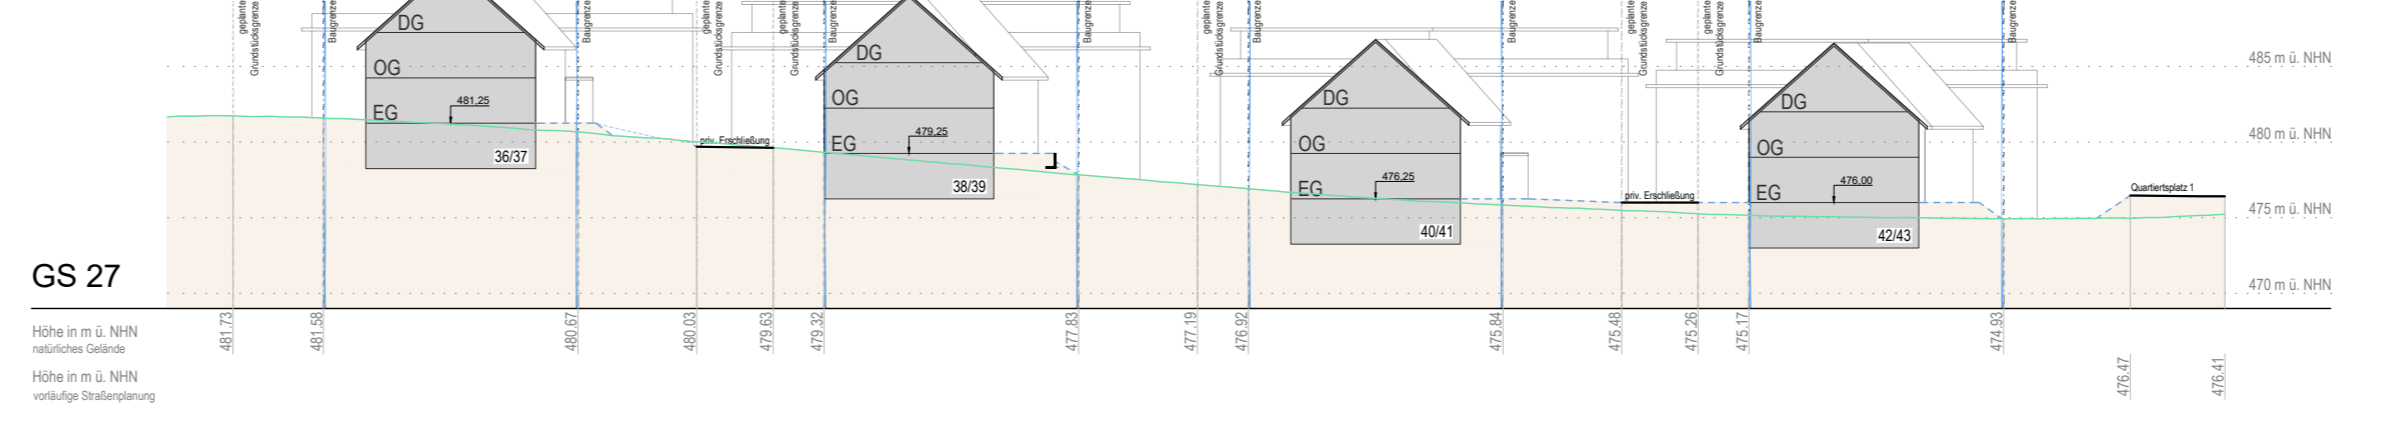 geplante
Grundstücksgrenze
Baugrenze
Baugrenze
geplante
Grundstücksgrenze
geplante
Grundstücksgrenze
Baugrenze
Baugrenze
geplante
Grundstücksgrenze
Baugrenze
Baugrenze
geplante
Grundstücksgrenze
geplante
Grundstücksgrenze
Baugrenze
Baugrenze
DG
OG
EG
481,25
36/37
priv. Erschließung
DG
OG
EG
479,25
38/39
DG
OG
EG
476,25
40/41
priv. Erschließung
DG
OG
EG
476,00
42/43
Quartiertsplatz 1
485 m ü. NHN
480 m ü. NHN
475 m ü. NHN
470 m ü. NHN
GS 27
Höhe in m ü. NHN
natürliches Gelände
481.73
481.58
480.67
480.03
479.63
479.32
477.83
477.19
476.92
475.84
475.48
475.26
475.17
474.93
Höhe in m ü. NHN
vorläufige Straßenplanung
476.47
476.41